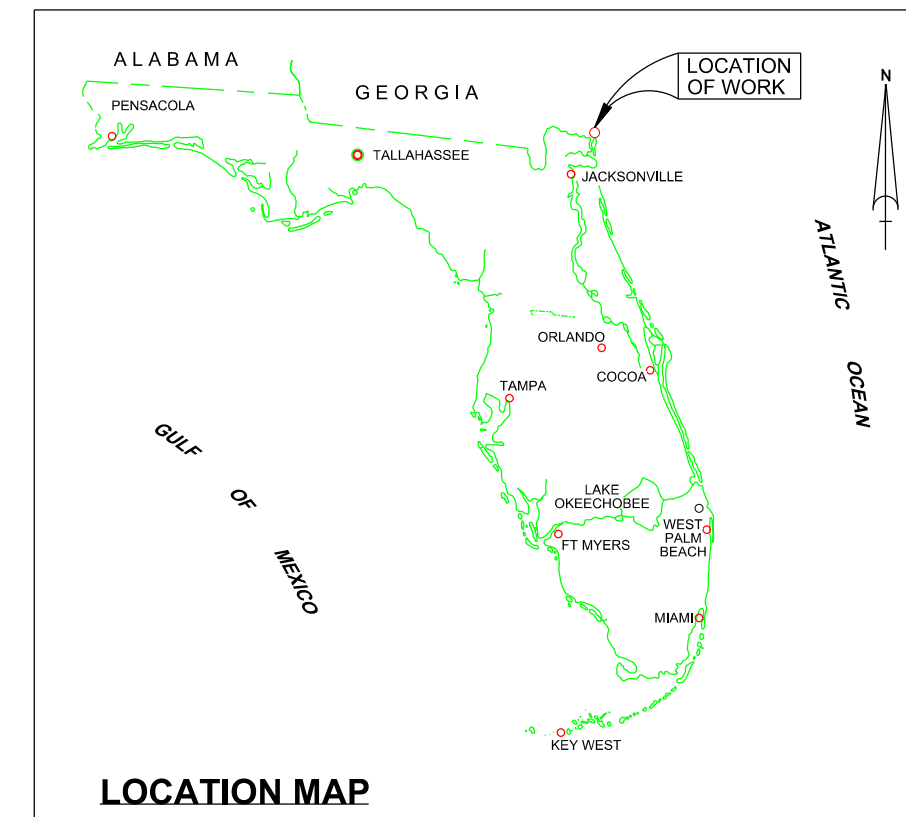 ALABAMA
GEORGIA
LOCATION
OF WORK
N
PENSACOLA
TALLAHASSEE
JACKSONVILLE
ATLANTIC
OCEAN
ORLANDO
COCOA
TAMPA
GULF
OF
MEXICO
LAKE
OKEECHOBEE
WEST
PALM
BEACH
FT MYERS
MIAMI
KEY WEST
LOCATION MAP